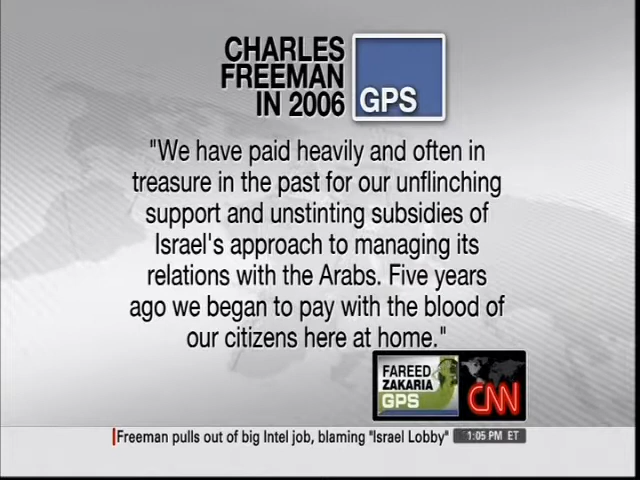 CHARLES
FREEMAN
IN 2006
GPS
"We have paid heavily and often in
treasure in the past for our unflinching
support and unstinting subsidies of
Israel's approach to managing its
relations with the Arabs. Five years
ago we began to pay with the blood of
our citizens here at home."
FAREED
ZAKARIA
GPS
CNN
Freeman pulls out of big Intel job, blaming "Israel Lobby"
1:05 PM ET